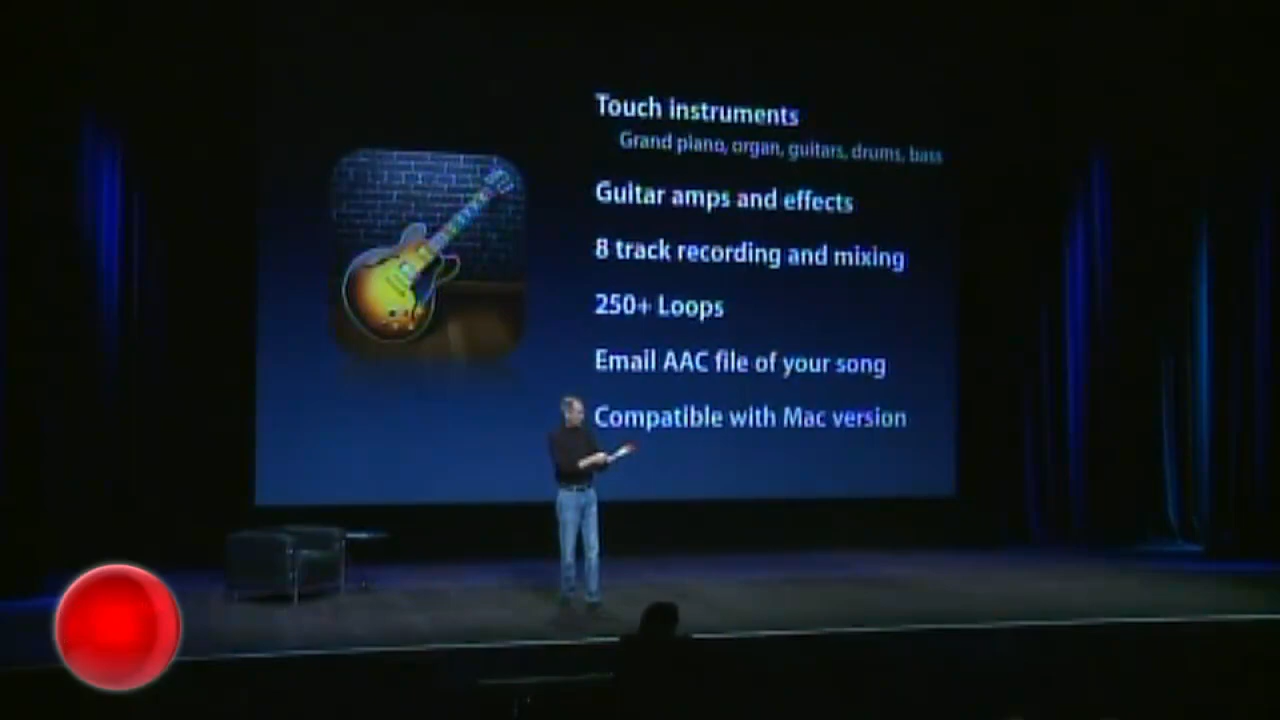 Touch instruments
Grand piano, organ, guitars, drums, bass
Guitar amps and effects
8 track recording and mixing
250+ Loops
Email AAC file of your song
Compatible with Mac version